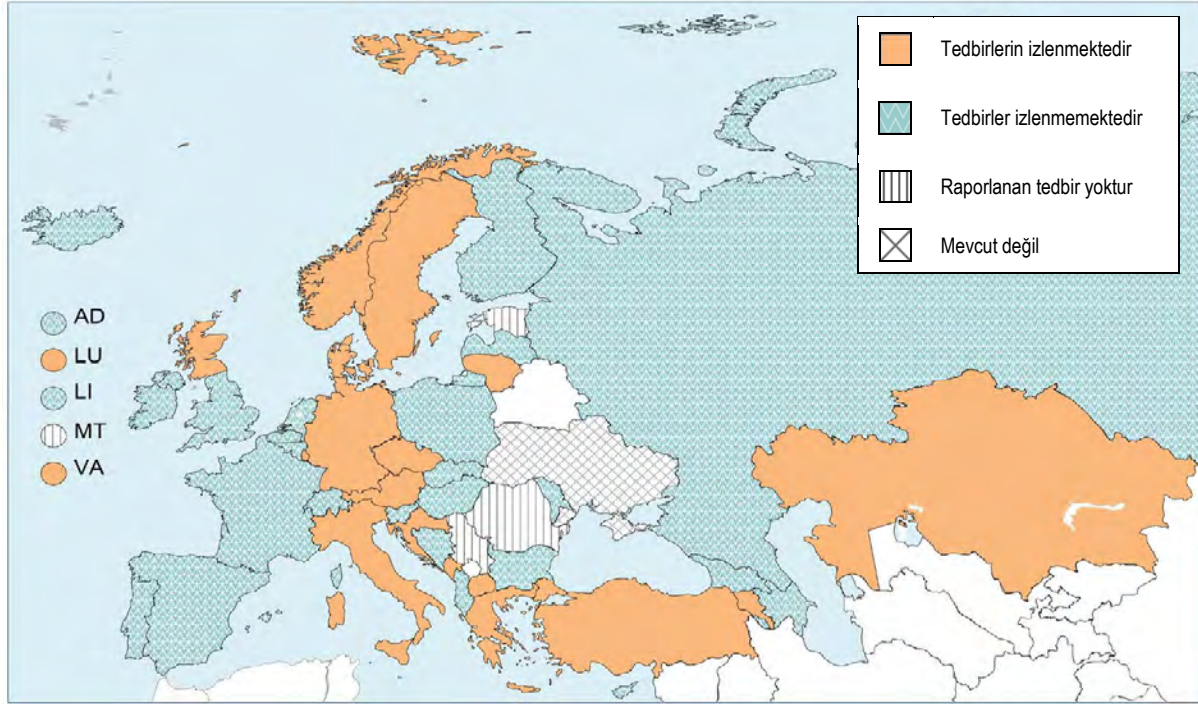 Tedbirlerin izlenmektedir
Tedbirler izlenmemektedir
Raporlanan tedbir yoktur
Mevcut değil
AD
LU
LI
MT
VA